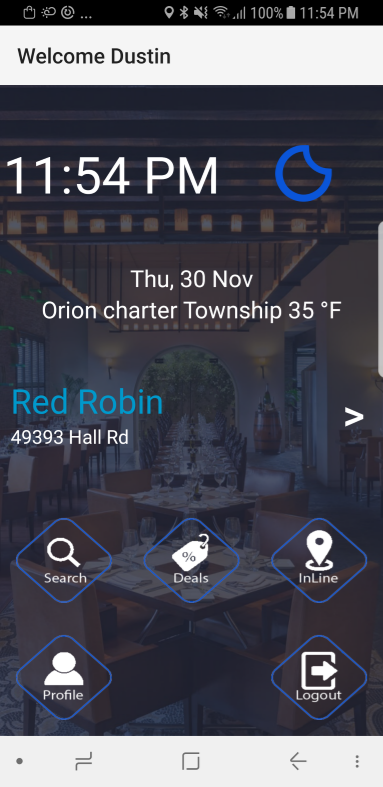 ... 100% 11:54 PM
Welcome Dustin
11:54 PM
Thu, 30 Nov
Orion charter Township 35 °F
Red Robin
49393 Hall Rd
>
Search
%
Deals
InLine
Profile
Logout